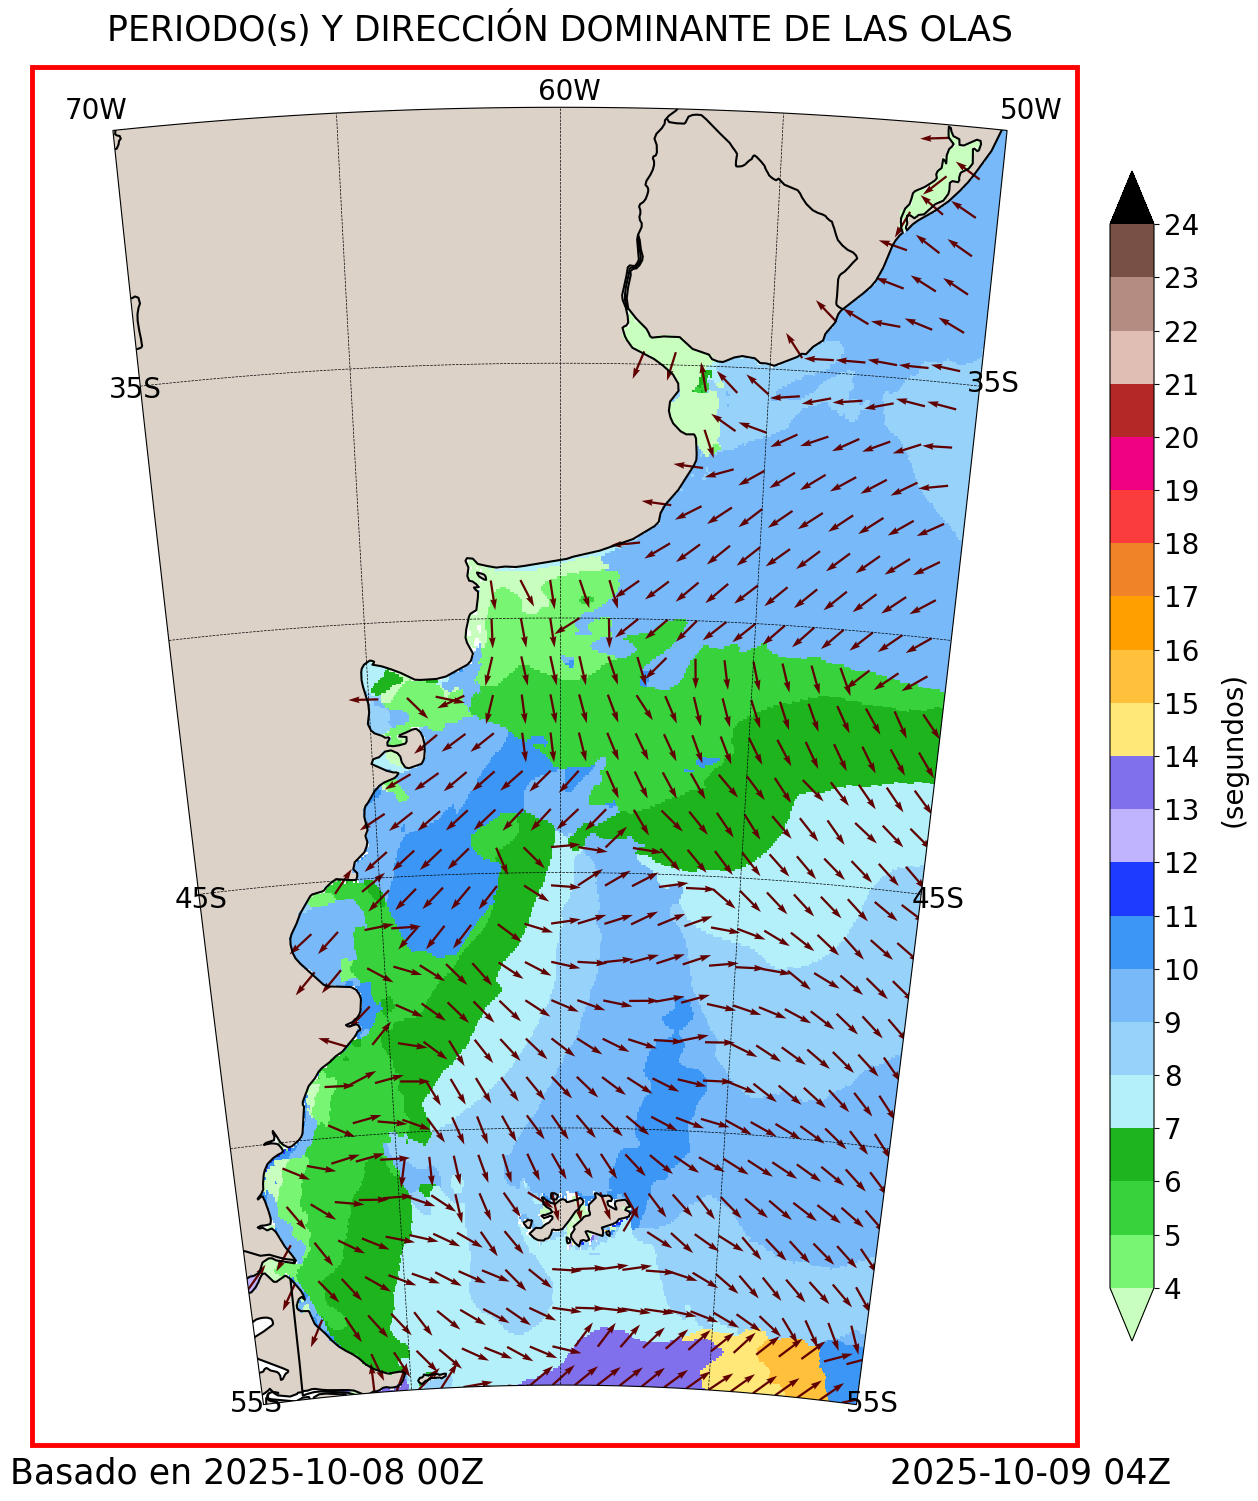 PERIODO(s) Y DIRECCIÓN DOMINANTE DE LAS OLAS
70W
60W
50W
35S
35S
45S
45S
55S
55S
24
23
22
21
20
19
18
17
16
15
14
13
12
11
10
9
8
7
6
5
4
(segundos)
Basado en 2025-10-08 00Z
2025-10-09 04Z